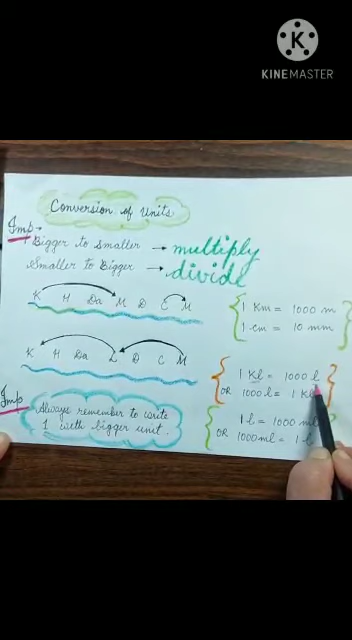 K
KINEMASTER
Conversion of Units
Imp-
Bigger to Smaller → multiply
Smaller to Bigger → divide
K H Da M D C M
1 Km = 1000 m
1 cm = 10 mm
K H Da L D C M
1 Kl = 1000 l
OR 1000 l = 1 Kl
Imp-
Always remember to write
1 with bigger unit.
1 l = 1000 ml
OR 1000 ml = 1 l